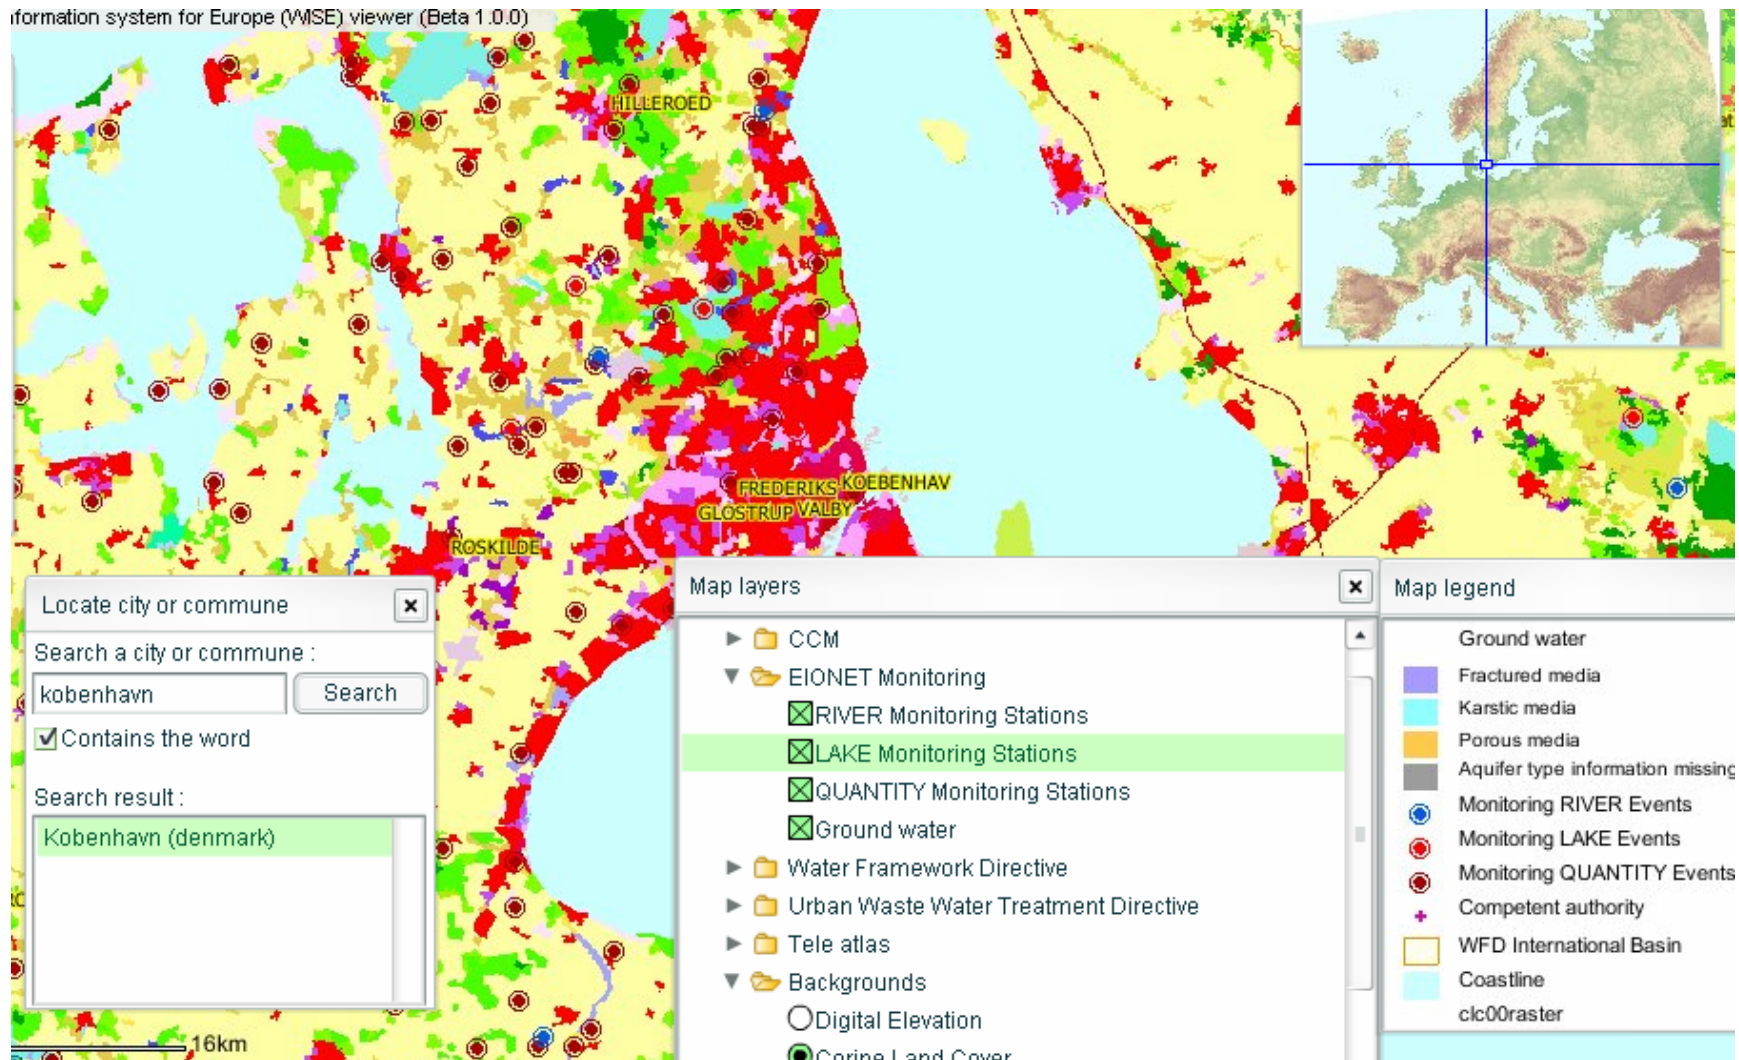 formation system for Europe (WISE) viewer (Beta 1.0.0)
HILLEROED
FREDERIKS KOEBENHAV
GLOSTRUP VALBY
ROSKILDE
Locate city or commune
Search a city or commune :
kobenhavn
Search
Contains the word
Search result :
Kobenhavn (denmark)
16km
Map layers
CCM
EIONET Monitoring
RIVER Monitoring Stations
LAKE Monitoring Stations
QUANTITY Monitoring Stations
Ground water
Water Framework Directive
Urban Waste Water Treatment Directive
Tele atlas
Backgrounds
Digital Elevation
Corine Land Cover
Map legend
Ground water
Fractured media
Karstic media
Porous media
Aquifer type information missing
Monitoring RIVER Events
Monitoring LAKE Events
Monitoring QUANTITY Events
Competent authority
WFD International Basin
Coastline
clc00raster